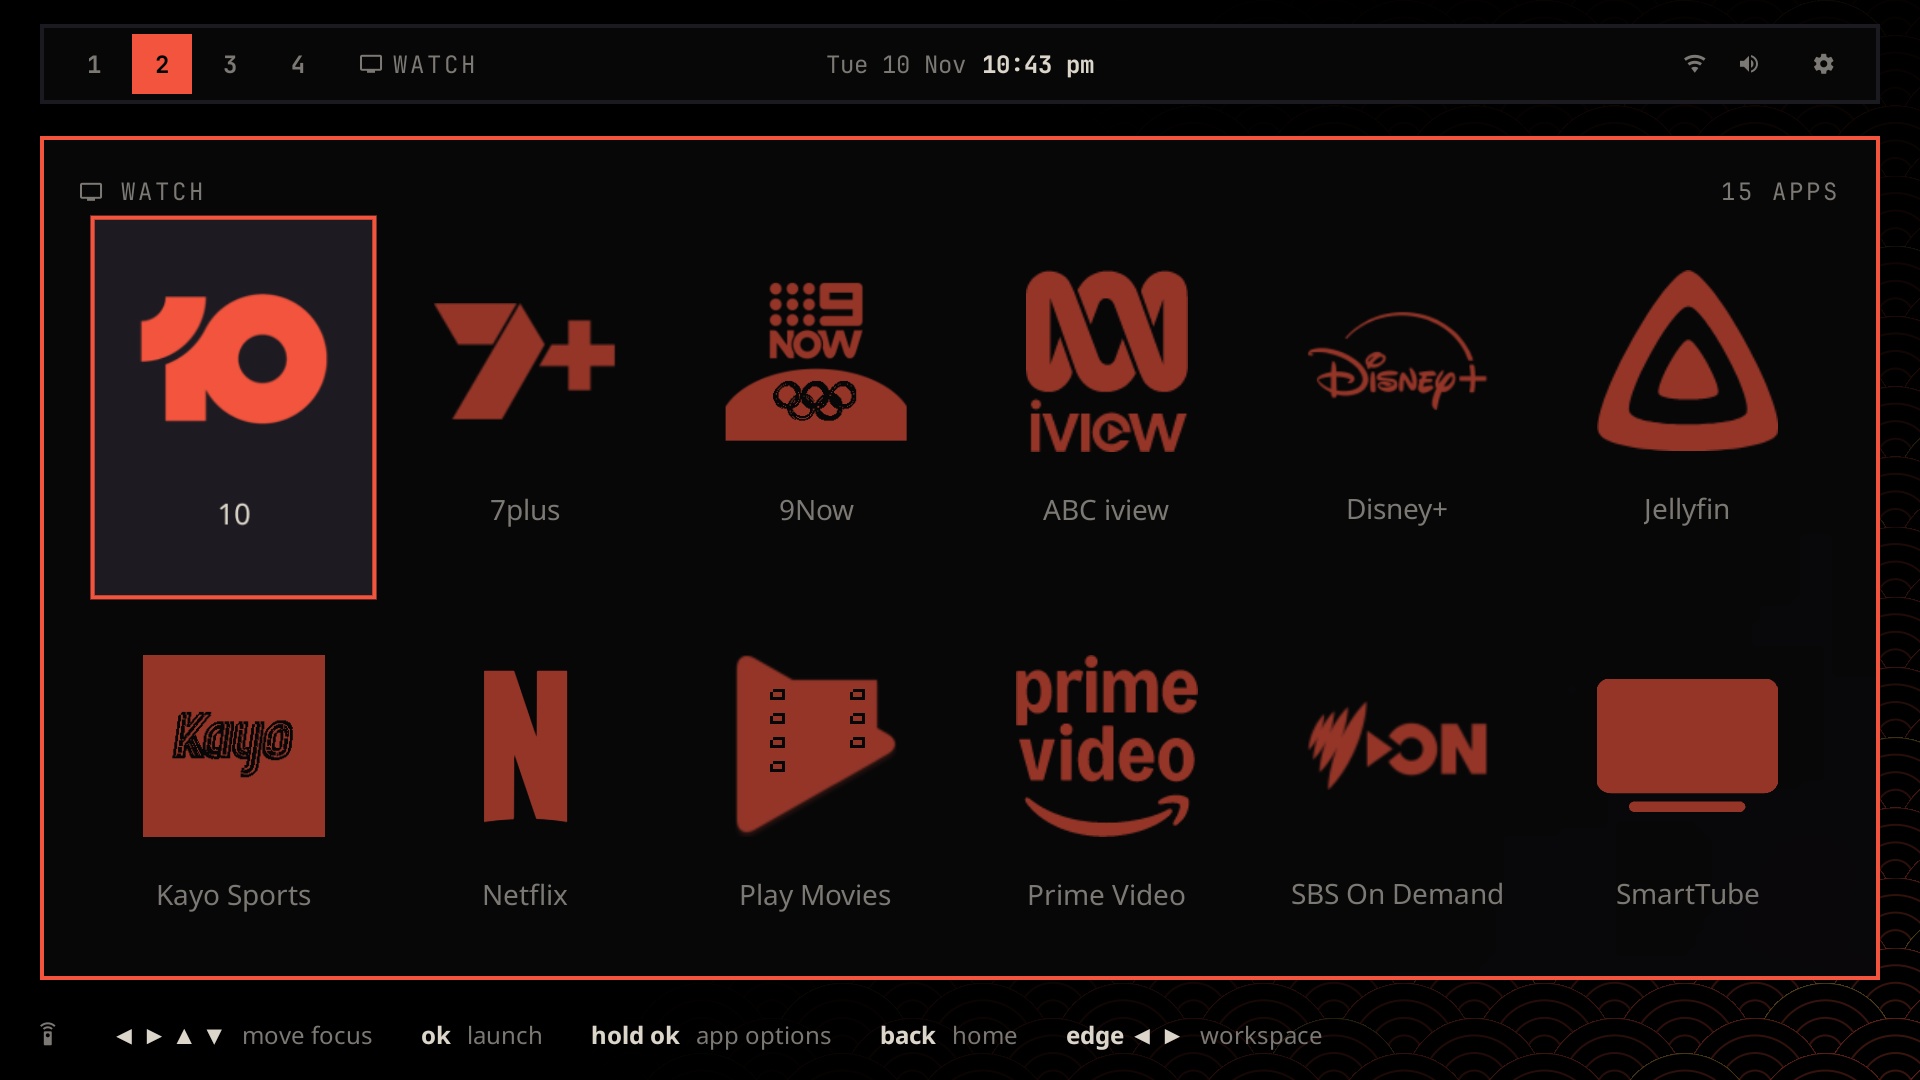 1 2 3 4 WATCH Tue 10 Nov 10:43 pm
WATCH 15 APPS
10
7+
9
NOW
iview
Disney+
10 7plus 9Now ABC iview Disney+ Jellyfin
Kayo
N
prime
video
ON
Kayo Sports Netflix Play Movies Prime Video SBS On Demand SmartTube
◀ ▶ ▲ ▼ move focus ok launch hold ok app options back home edge ◀ ▶ workspace